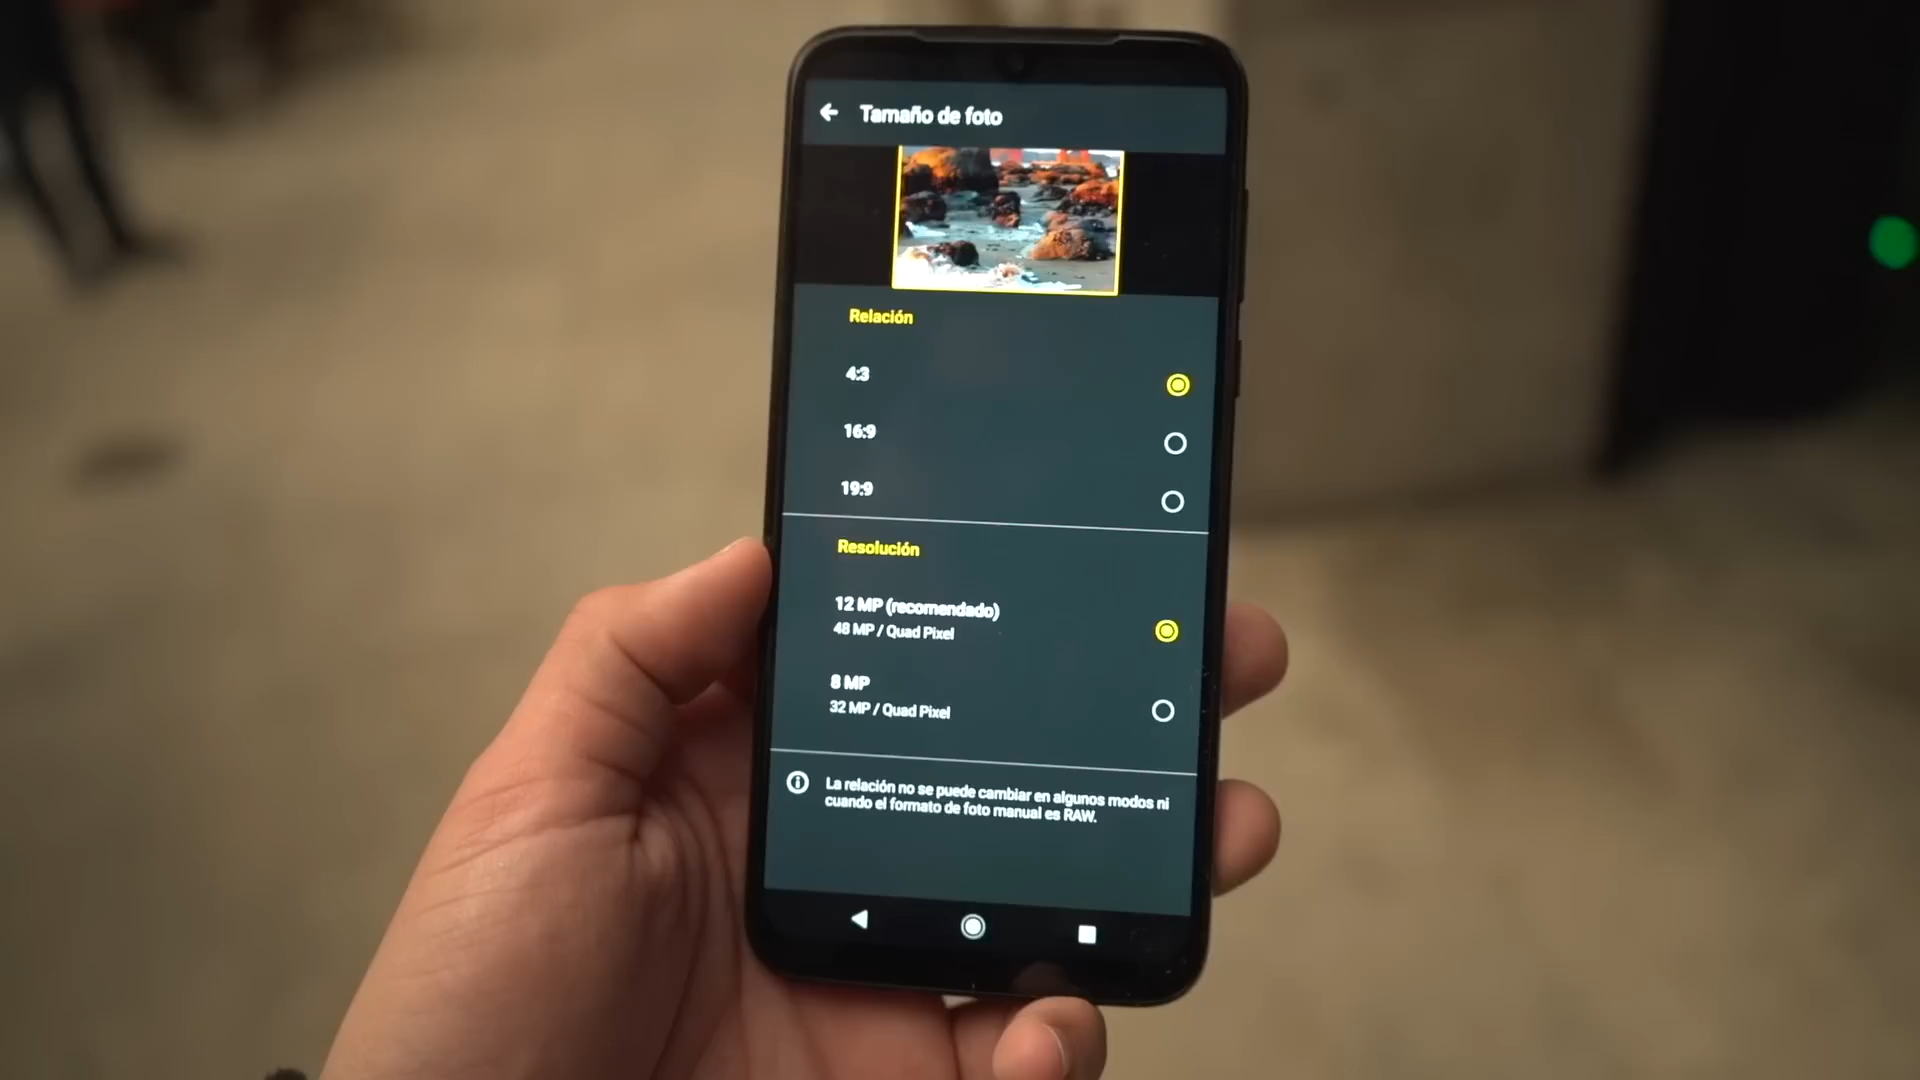 Tamaño de foto
Relación
4:3
16:9
19:9
Resolución
12 MP (recomendado)
48 MP / Quad Pixel
8 MP
32 MP / Quad Pixel
La relación no se puede cambiar en algunos modos ni
cuando el formato de foto manual es RAW.